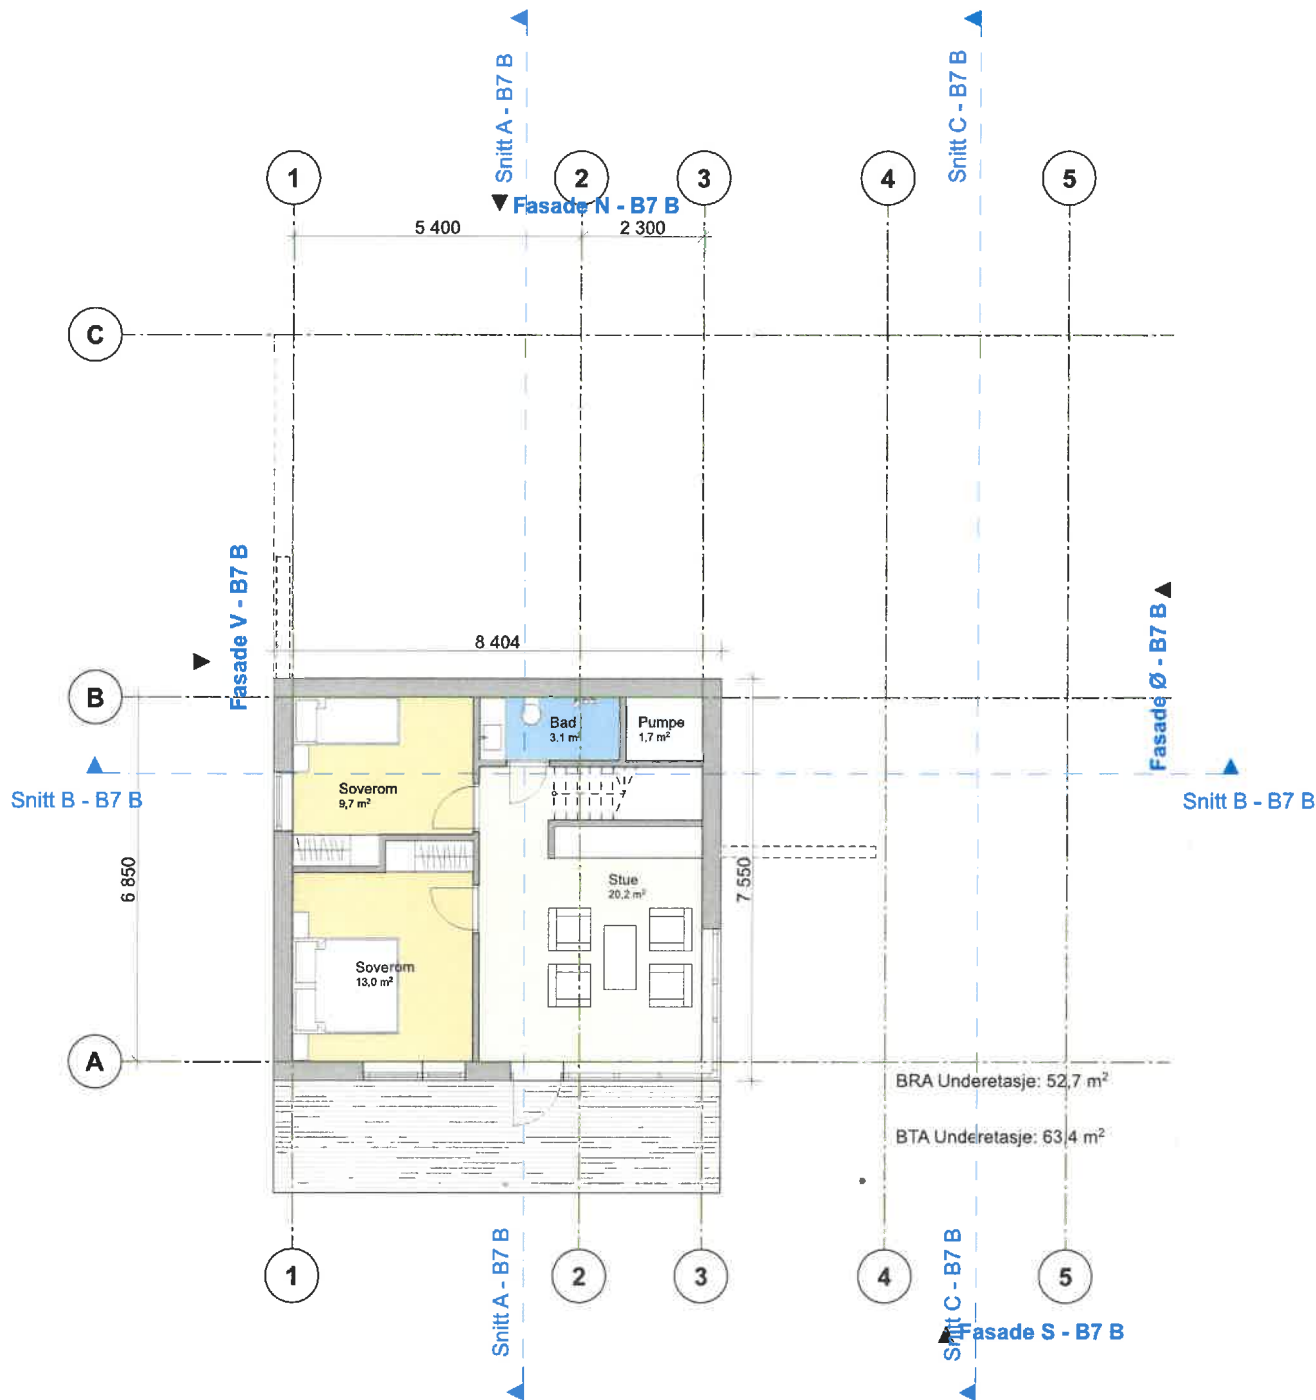 Snitt A - B7 B
Snitt C - B7 B
1
2
3
4
5
Fasade N - B7 B
5 400
2 300
C
Fasade V - B7 B
Fasade Ø - B7 B
8 404
B
Bad
3,1 m²
Pumpe
1,7 m²
Snitt B - B7 B
Snitt B - B7 B
Soverom
9,7 m²
6 850
7 550
Stue
20,2 m²
Soverom
13,0 m²
A
BRA Underetasje: 52,7 m²
BTA Underetasje: 63,4 m²
Snitt A - B7 B
Snitt C - B7 B
1
2
3
4
5
Fasade S - B7 B